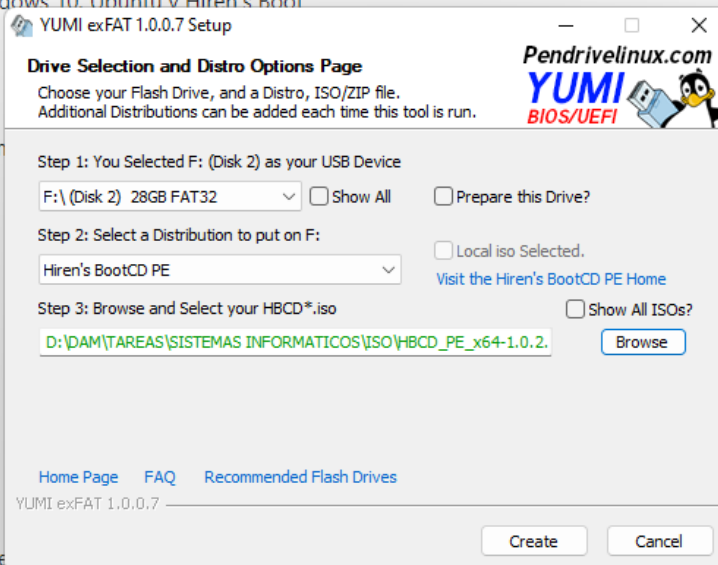 dows 10, Ubuntu y Hiren's Boot
YUMI exFAT 1.0.0.7 Setup
Drive Selection and Distro Options Page
Choose your Flash Drive, and a Distro, ISO/ZIP file.
Additional Distributions can be added each time this tool is run.
Pendrivelinux.com
YUMI
BIOS/UEFI
Step 1: You Selected F: (Disk 2) as your USB Device
F:\ (Disk 2) 28GB FAT32
Show All
Prepare this Drive?
Step 2: Select a Distribution to put on F:
Hiren's BootCD PE
Local iso Selected.
Visit the Hiren's BootCD PE Home
Step 3: Browse and Select your HBCD*.iso
Show All ISOs?
D:\DAM\TAREAS\SISTEMAS INFORMATICOS\ISO\HBCD_PE_x64-1.0.2.
Browse
Home Page FAQ Recommended Flash Drives
YUMI exFAT 1.0.0.7
Create
Cancel